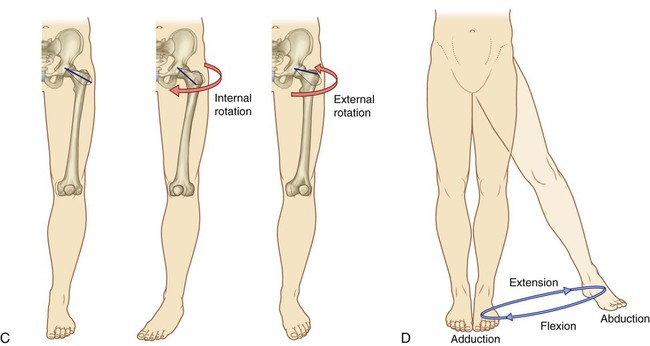 Internal
rotation
External
rotation
C
Extension
Flexion
Abduction
Adduction
D